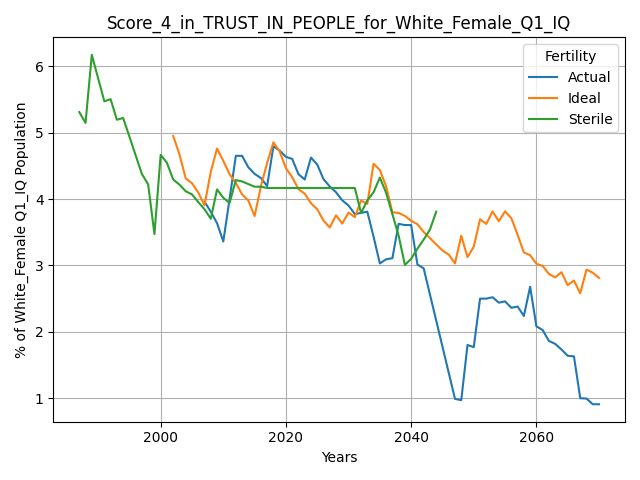 Score_4_in_TRUST_IN_PEOPLE_for_White_Female_Q1_IQ
% of White_Female Q1_IQ Population
6
5
4
3
2
1
Fertility
Actual
Ideal
Sterile
2000 2020 2040 2060
Years